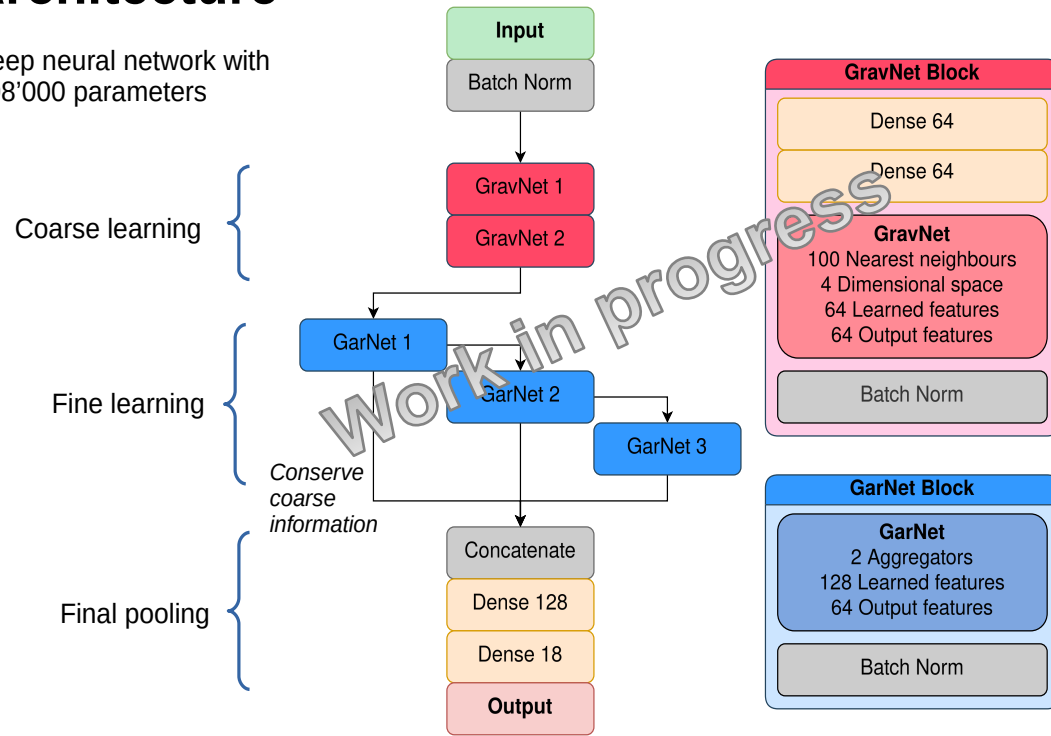 eep neural network with
8'000 parameters
Input
Batch Norm
GravNet 1
GravNet 2
Coarse learning
GarNet 1
GarNet 2
GarNet 3
Fine learning
Conserve
coarse
information
Concatenate
Dense 128
Dense 18
Output
Final pooling
GravNet Block
Dense 64
Dense 64
GravNet
100 Nearest neighbours
4 Dimensional space
64 Learned features
64 Output features
Batch Norm
GarNet Block
GarNet
2 Aggregators
128 Learned features
64 Output features
Batch Norm
Work in progress